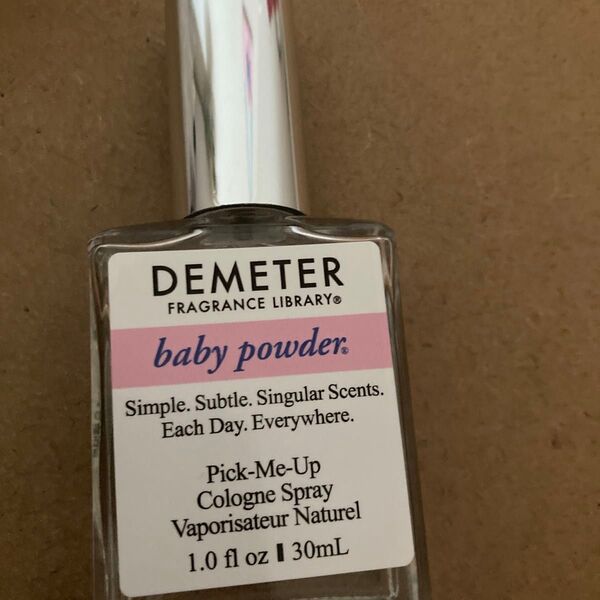 DEMETER
FRAGRANCE LIBRARY®
baby powder®
Simple. Subtle. Singular Scents.
Each Day. Everywhere.
Pick-Me-Up
Cologne Spray
Vaporisateur Naturel
1.0 fl oz ▮ 30mL